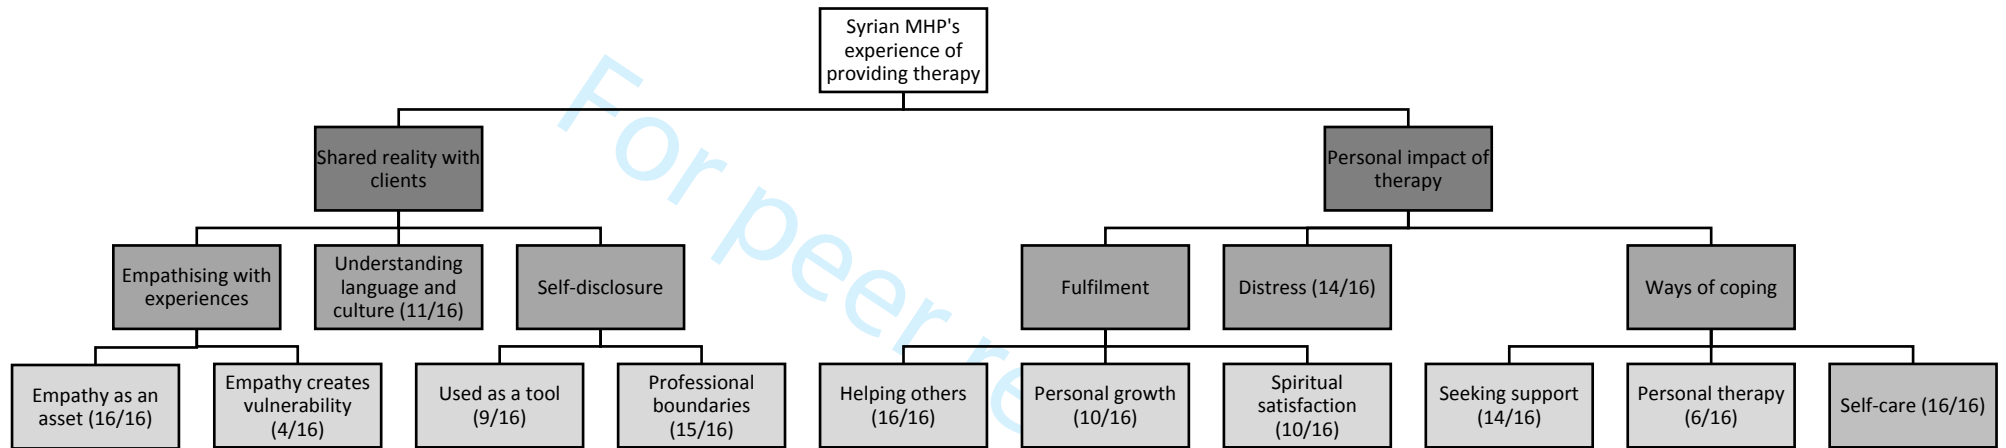 Syrian MHP's
experience of
providing therapy
Shared reality with
clients
Personal impact of
therapy
Empathising with
experiences
Understanding
language and
culture (11/16)
Self-disclosure
Fulfilment
Distress (14/16)
Ways of coping
Empathy as an
asset (16/16)
Empathy creates
vulnerability
(4/16)
Used as a tool
(9/16)
Professional
boundaries
(15/16)
Helping others
(16/16)
Personal growth
(10/16)
Spiritual
satisfaction
(10/16)
Seeking support
(14/16)
Personal therapy
(6/16)
Self-care (16/16)
For peer re